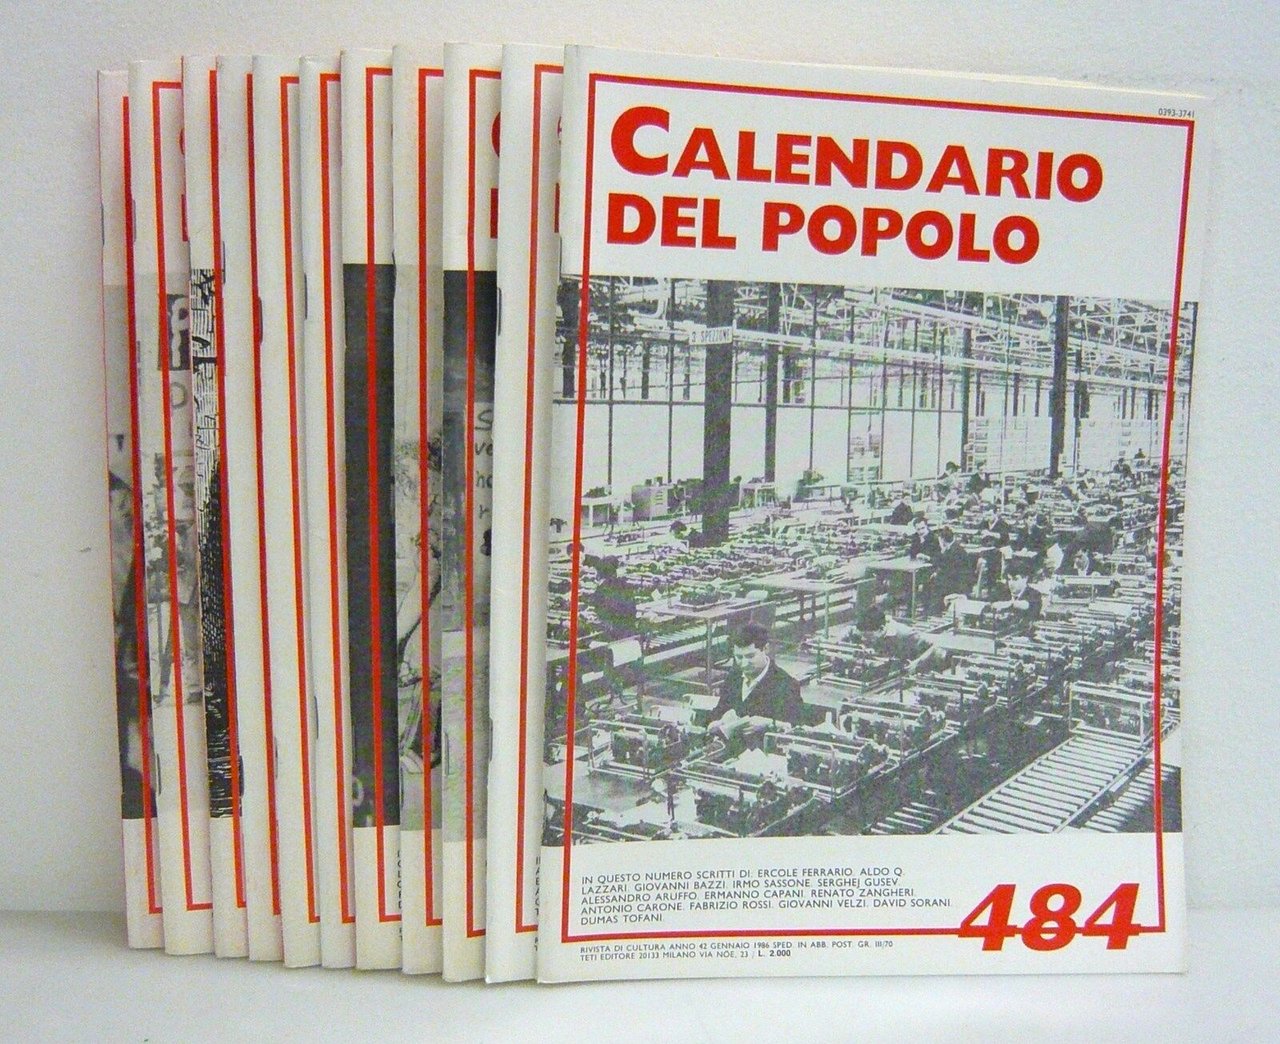 0393-3741
CALENDARIO
DEL POPOLO
3° SPEZZONE
IN QUESTO NUMERO SCRITTI DI: ERCOLE FERRARIO, ALDO Q.
LAZZARI, GIOVANNI BAZZI, IRMO SASSONE, SERGHEJ GUSEV,
ALESSANDRO ARUFFO, ERMANNO CAPANI, RENATO ZANGHERI,
ANTONIO CARONE, FABRIZIO ROSSI, GIOVANNI VELZI, DAVID SORANI,
DUMAS TOFANI.
484
RIVISTA DI CULTURA ANNO 42 GENNAIO 1986 SPED. IN ABB. POST. GR. III/70
TETI EDITORE 20133 MILANO VIA NOE, 23 / L. 2.000